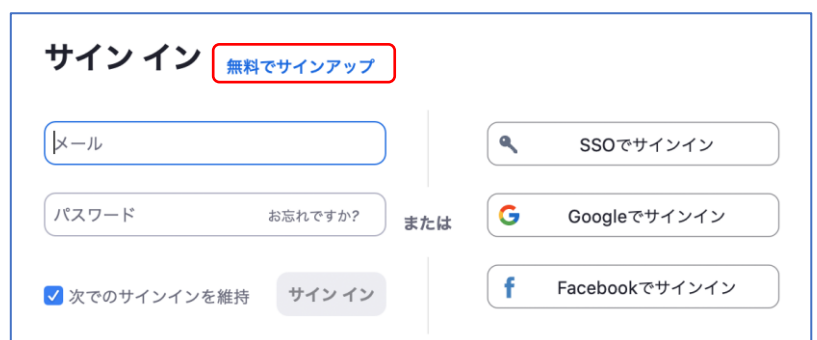 サイン イン 無料でサインアップ
メール
パスワード お忘れですか?
次でのサインインを維持 サイン イン
または
SSOでサインイン
Googleでサインイン
Facebookでサインイン